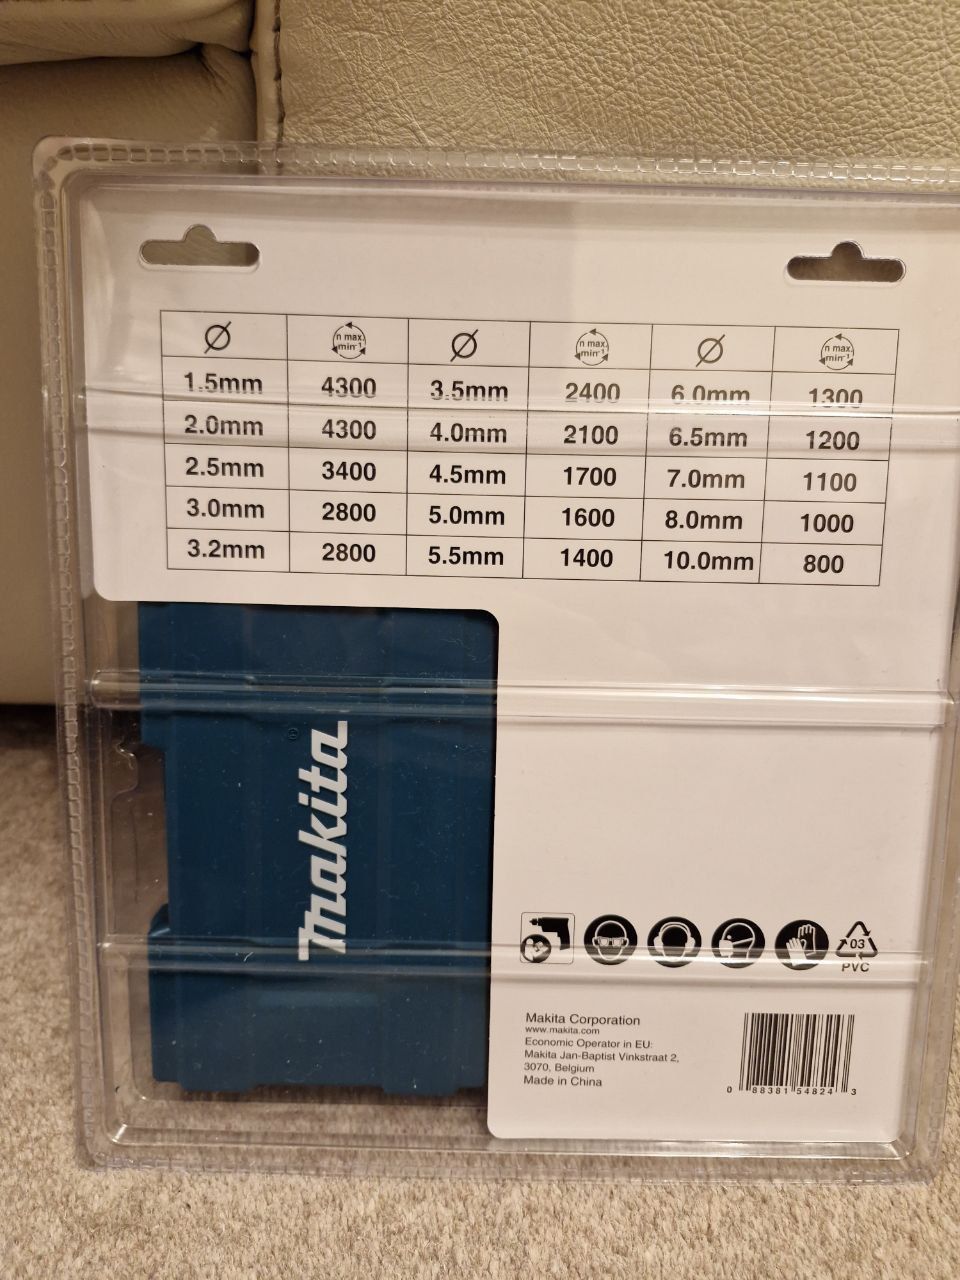 Ø n max. min⁻¹ Ø n max. min⁻¹ Ø n max. min⁻¹
1.5mm 4300 3.5mm 2400 6.0mm 1300
2.0mm 4300 4.0mm 2100 6.5mm 1200
2.5mm 3400 4.5mm 1700 7.0mm 1100
3.0mm 2800 5.0mm 1600 8.0mm 1000
3.2mm 2800 5.5mm 1400 10.0mm 800
makita®
03
PVC
Makita Corporation
www.makita.com
Economic Operator in EU:
Makita Jan-Baptist Vinkstraat 2,
3070, Belgium
Made in China
0 88381 54824 3